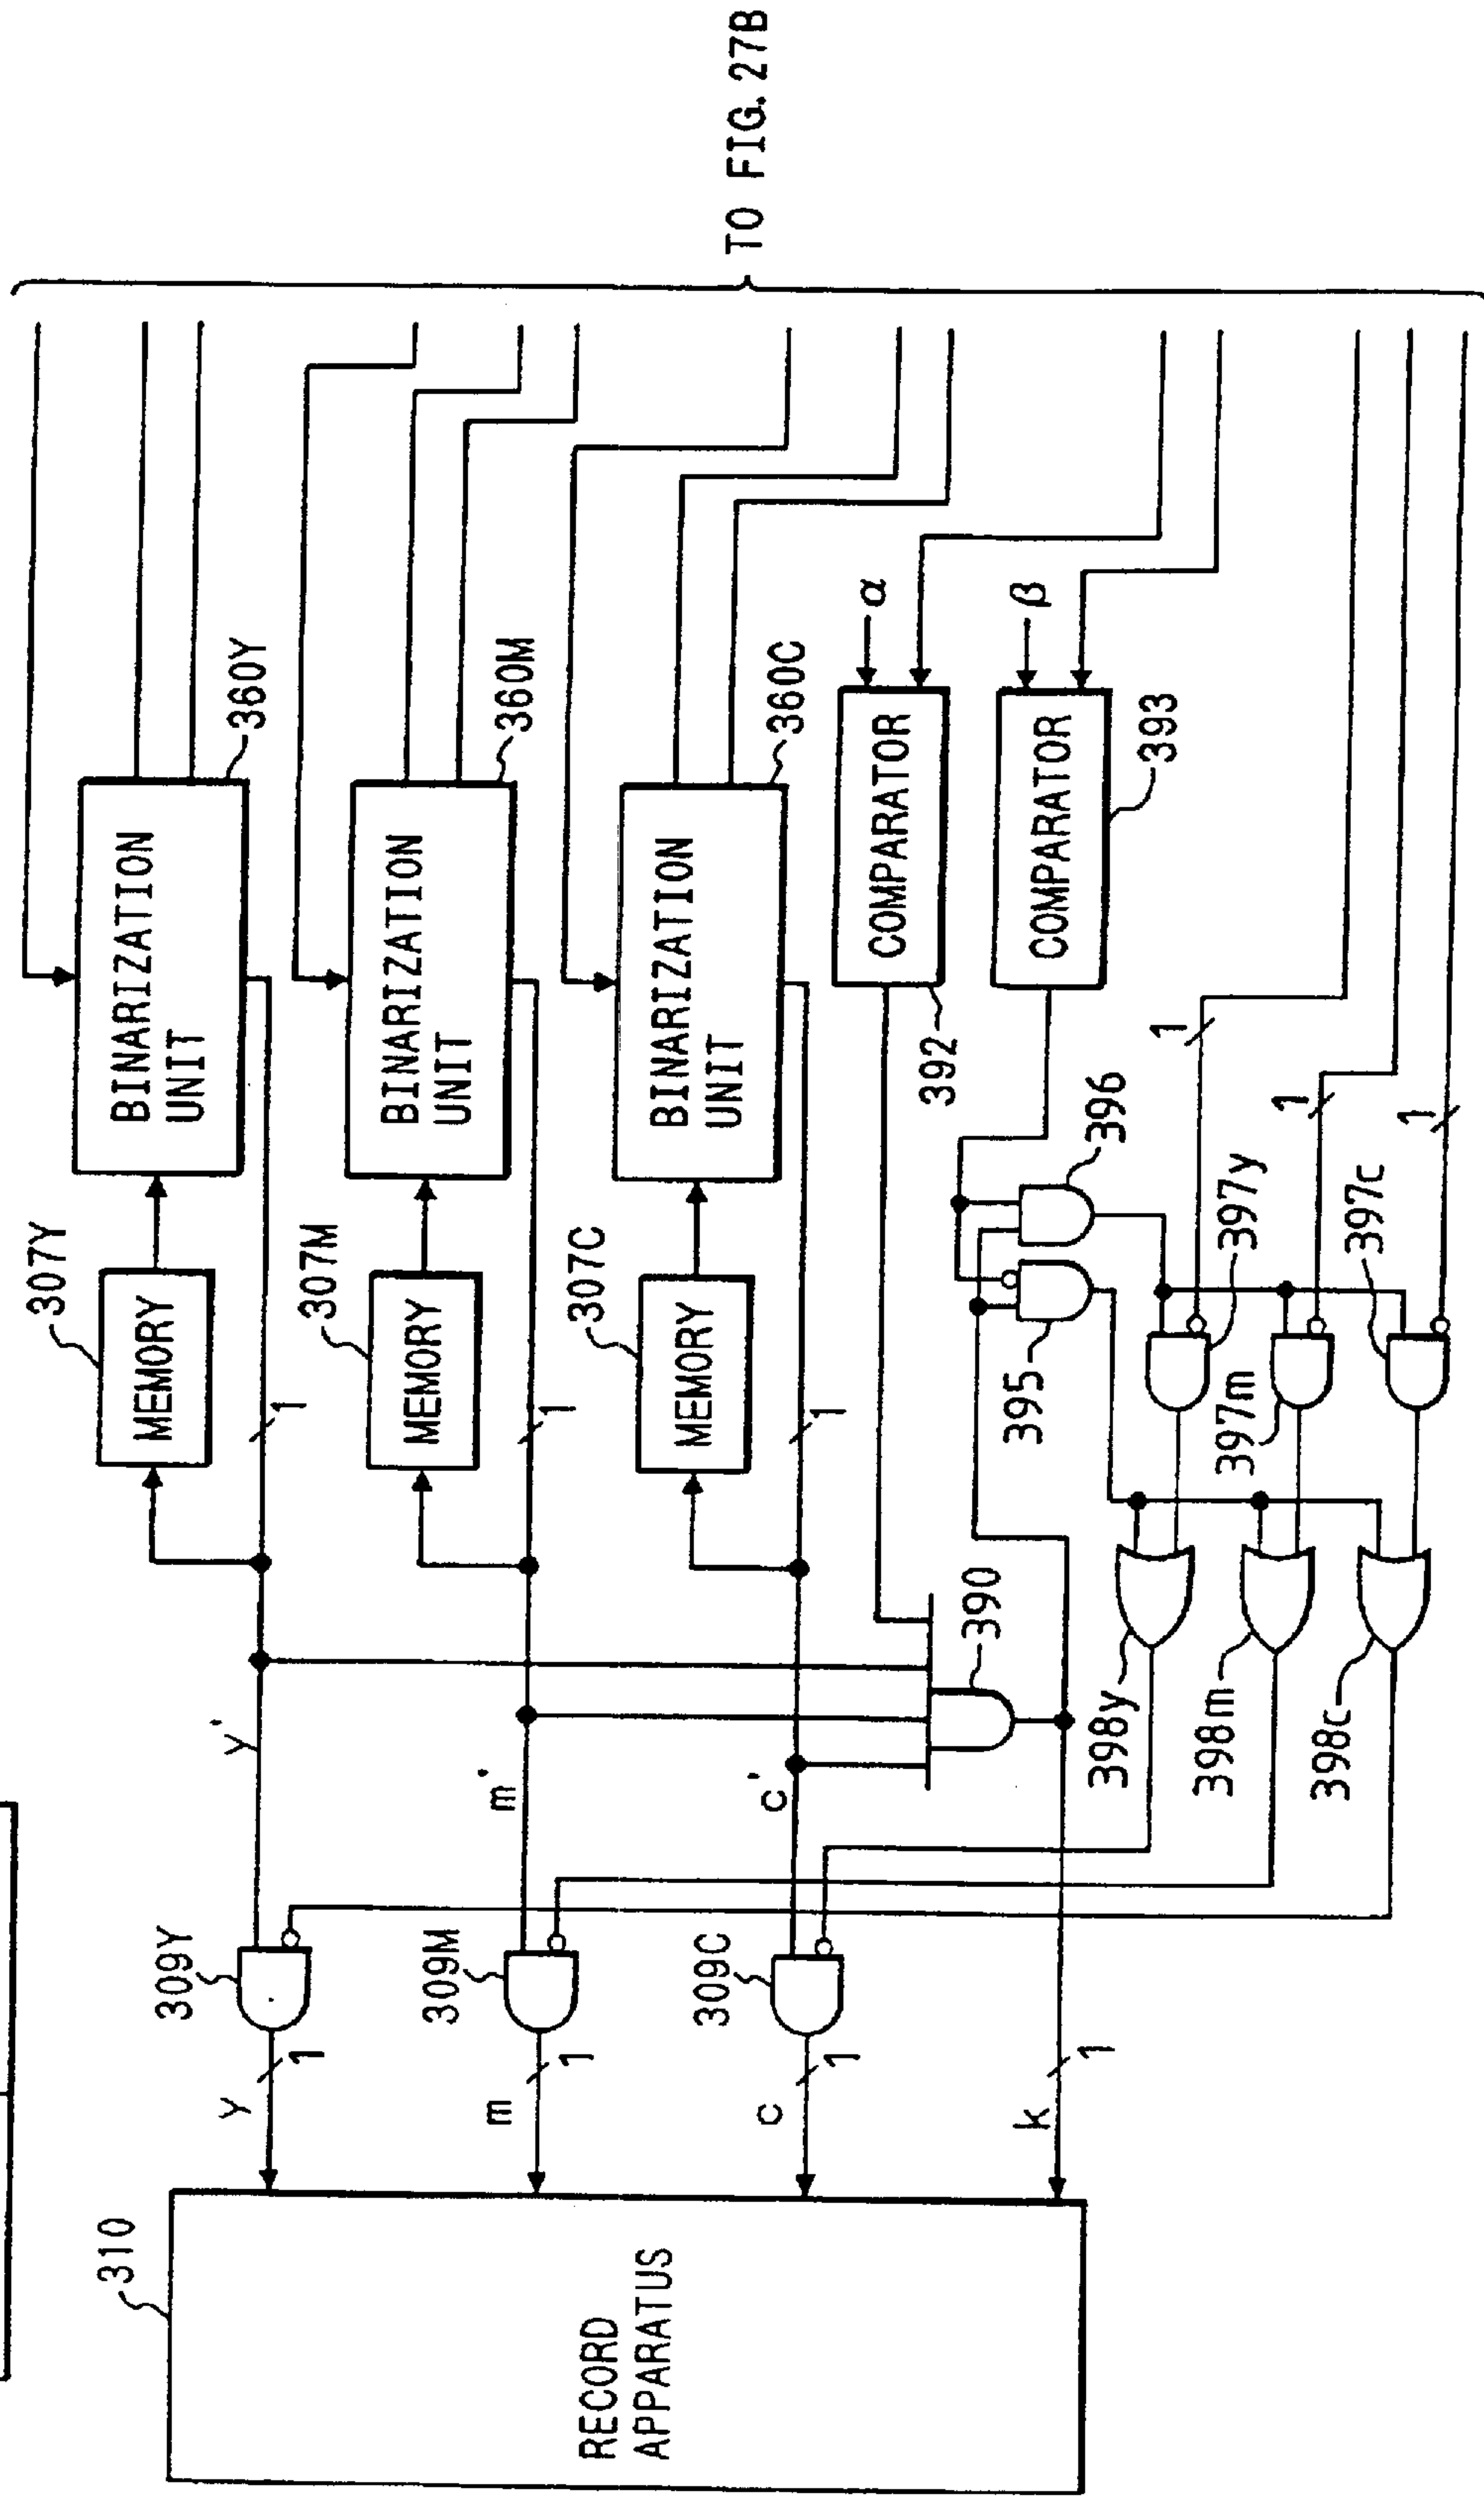 TO FIG. 27B
307Y
MEMORY
BINARIZATION
UNIT
360Y
1
y'
309Y
y
1
307M
MEMORY
BINARIZATION
UNIT
360M
1
m'
309M
m
1
307C
MEMORY
BINARIZATION
UNIT
360C
1
c'
309C
c
1
COMPARATOR
α
392
COMPARATOR
β
393
390
k
1
395
396
1
1
1
397y
397m
397c
398y
398m
398c
310
RECORD
APPARATUS